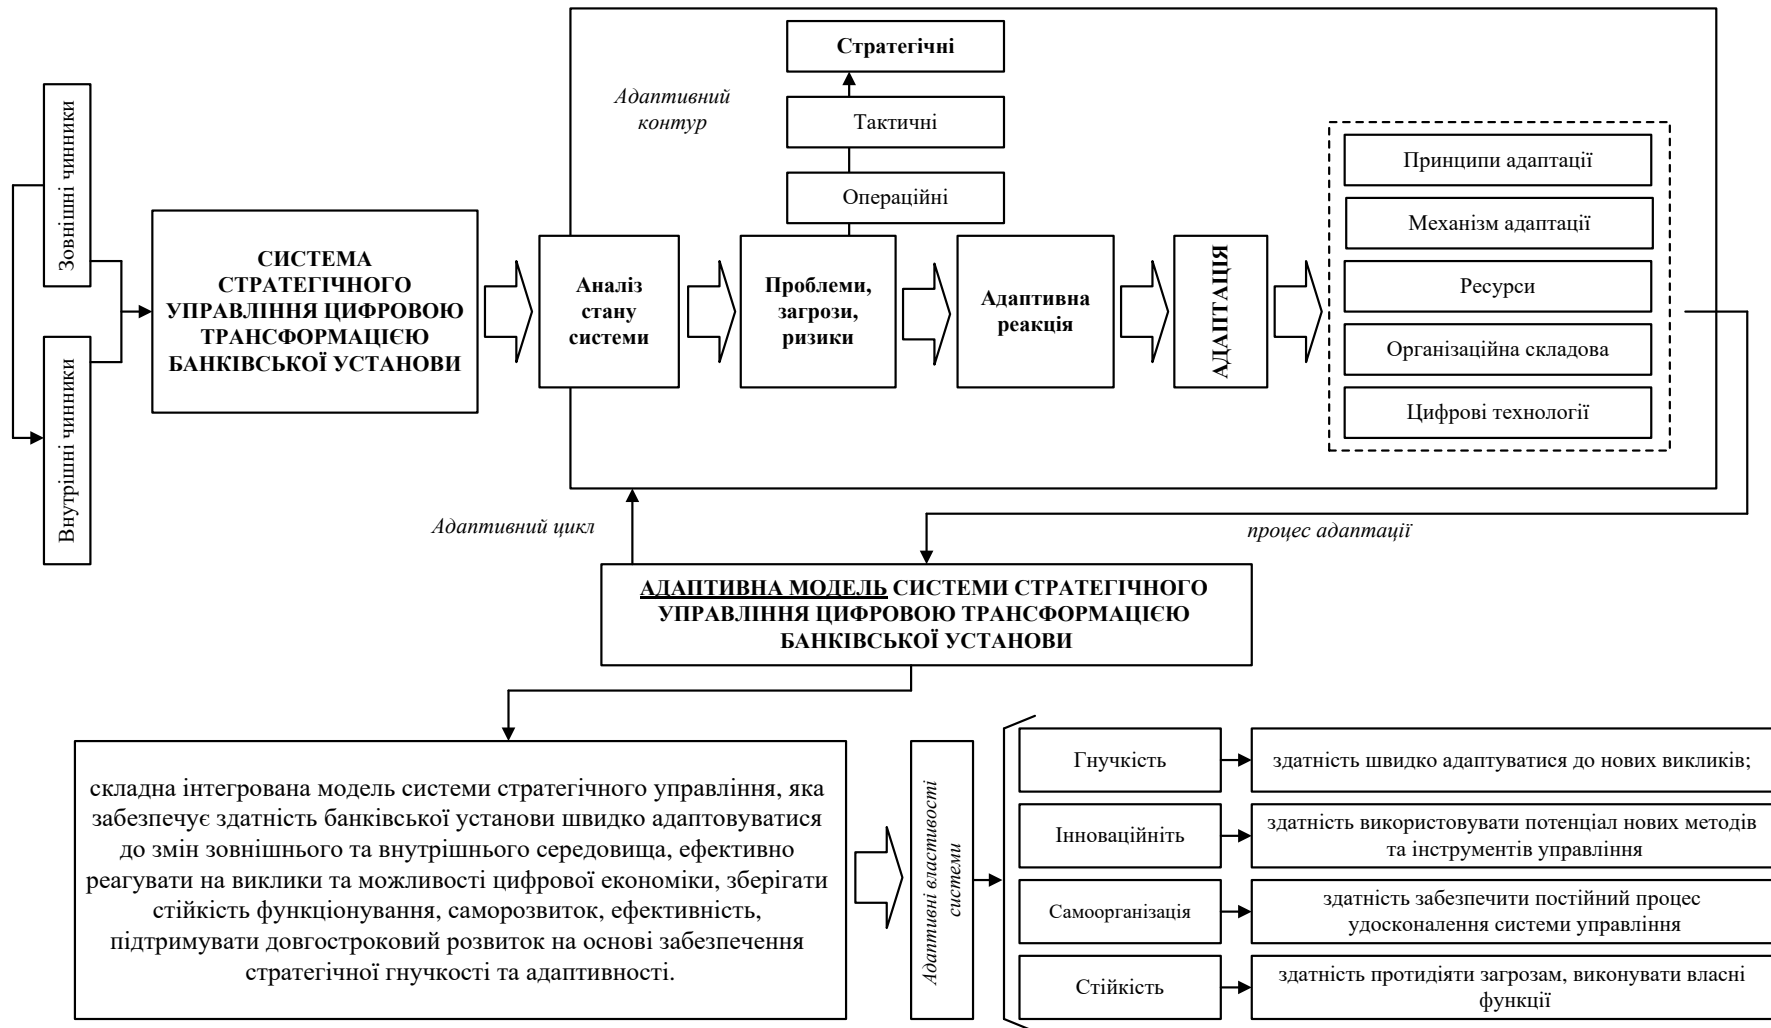 Стратегічні
Адаптивний
контур
Тактичні
Операційні
Зовнішні чинники
Внутрішні чинники
СИСТЕМА
СТРАТЕГІЧНОГО
УПРАВЛІННЯ ЦИФРОВОЮ
ТРАНСФОРМАЦІЄЮ
БАНКІВСЬКОЇ УСТАНОВИ
Аналіз
стану
системи
Проблеми,
загрози,
ризики
Адаптивна
реакція
АДАПТАЦІЯ
Принципи адаптації
Механізм адаптації
Ресурси
Організаційна складова
Цифрові технології
Адаптивний цикл
процес адаптації
АДАПТИВНА МОДЕЛЬ СИСТЕМИ СТРАТЕГІЧНОГО
УПРАВЛІННЯ ЦИФРОВОЮ ТРАНСФОРМАЦІЄЮ
БАНКІВСЬКОЇ УСТАНОВИ
складна інтегрована модель системи стратегічного управління, яка
забезпечує здатність банківської установи швидко адаптовуватися
до змін зовнішнього та внутрішнього середовища, ефективно
реагувати на виклики та можливості цифрової економіки, зберігати
стійкість функціонування, саморозвиток, ефективність,
підтримувати довгостроковий розвиток на основі забезпечення
стратегічної гнучкості та адаптивності.
Адаптивні властивості
системи
Гнучкість
здатність швидко адаптуватися до нових викликів;
Інноваційніть
здатність використовувати потенціал нових методів
та інструментів управління
Самоорганізація
здатність забезпечити постійний процес
удосконалення системи управління
Стійкість
здатність протидіяти загрозам, виконувати власні
функції